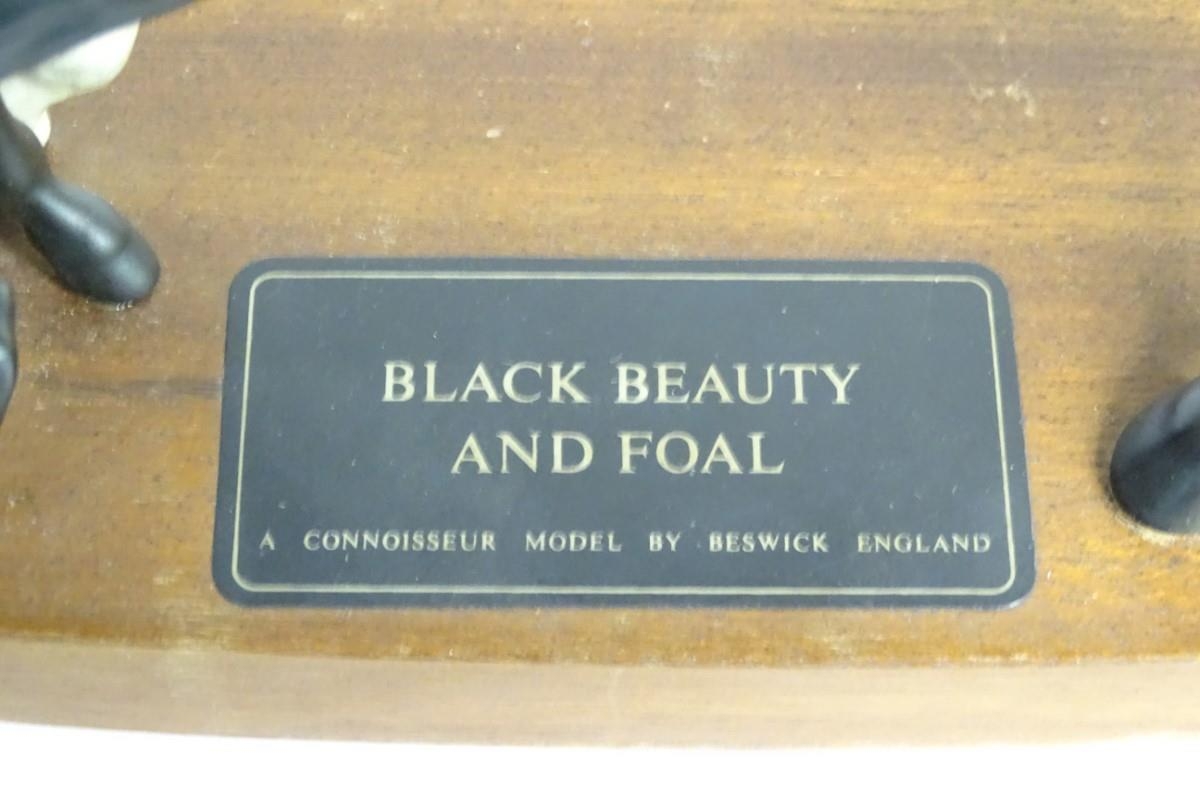 BLACK BEAUTY
AND FOAL
A CONNOISSEUR MODEL BY BESWICK ENGLAND